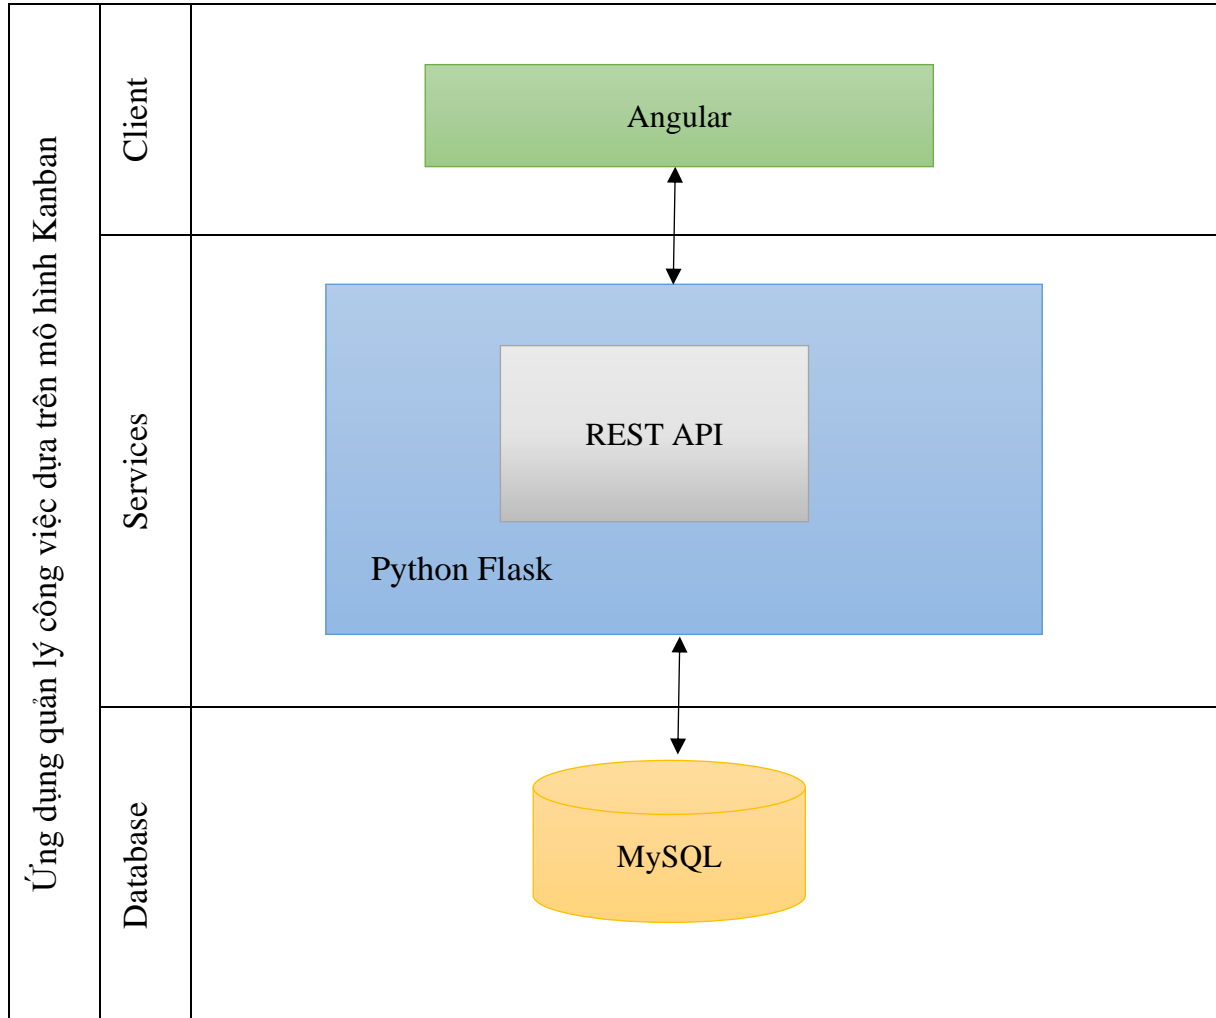 Ứng dụng quản lý công việc dựa trên mô hình Kanban
Client
Angular
Services
REST API
Python Flask
Database
MySQL